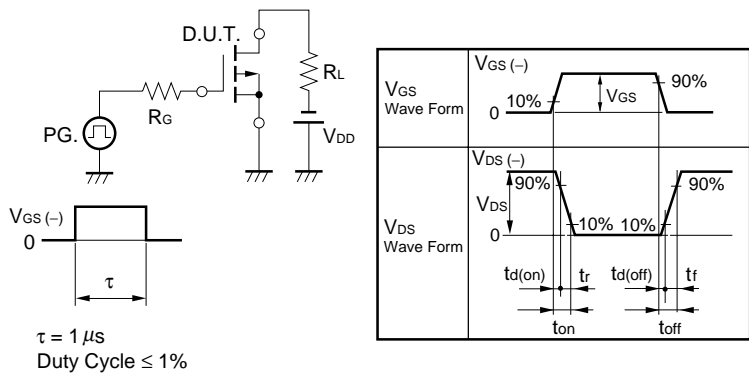 D.U.T.
RL
RG
PG.
VDD
VGS (−)
0
τ
τ = 1 μs
Duty Cycle ≤ 1%
VGS
Wave Form
VGS (−)
10%
VGS
90%
0
VDS
Wave Form
VDS (−)
90%
VDS
10% 10%
90%
0
td(on) tr td(off) tf
ton toff